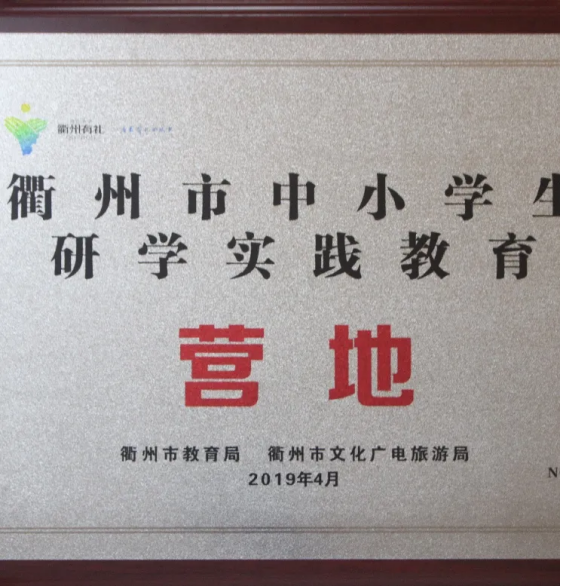 衢州有礼
衢州市中小学生
研学实践教育
营地
衢州市教育局 衢州市文化广电旅游局
2019年4月
N